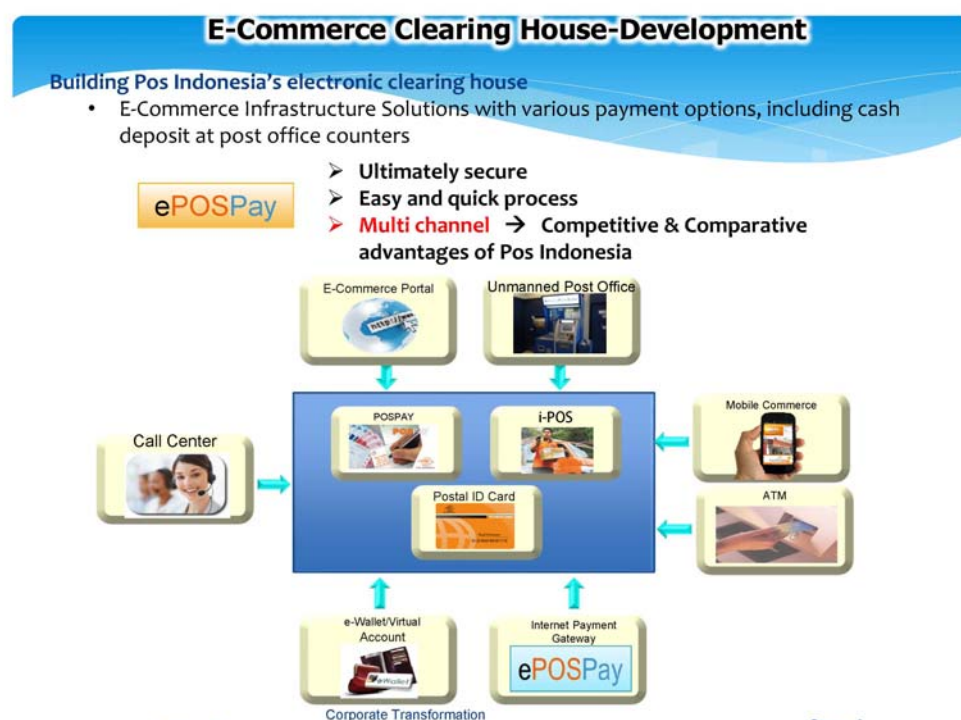 E-Commerce Clearing House-Development
Building Pos Indonesia's electronic clearing house
• E-Commerce Infrastructure Solutions with various payment options, including cash
deposit at post office counters
ePOSPay
➢ Ultimately secure
➢ Easy and quick process
➢ Multi channel → Competitive & Comparative
advantages of Pos Indonesia
E-Commerce Portal
http://www
Unmanned Post Office
POSPAY
i-POS
Mobile Commerce
Call Center
Postal ID Card
ATM
e-Wallet/Virtual
Account
eWallet
Internet Payment
Gateway
ePOSPay
Corporate Transformation